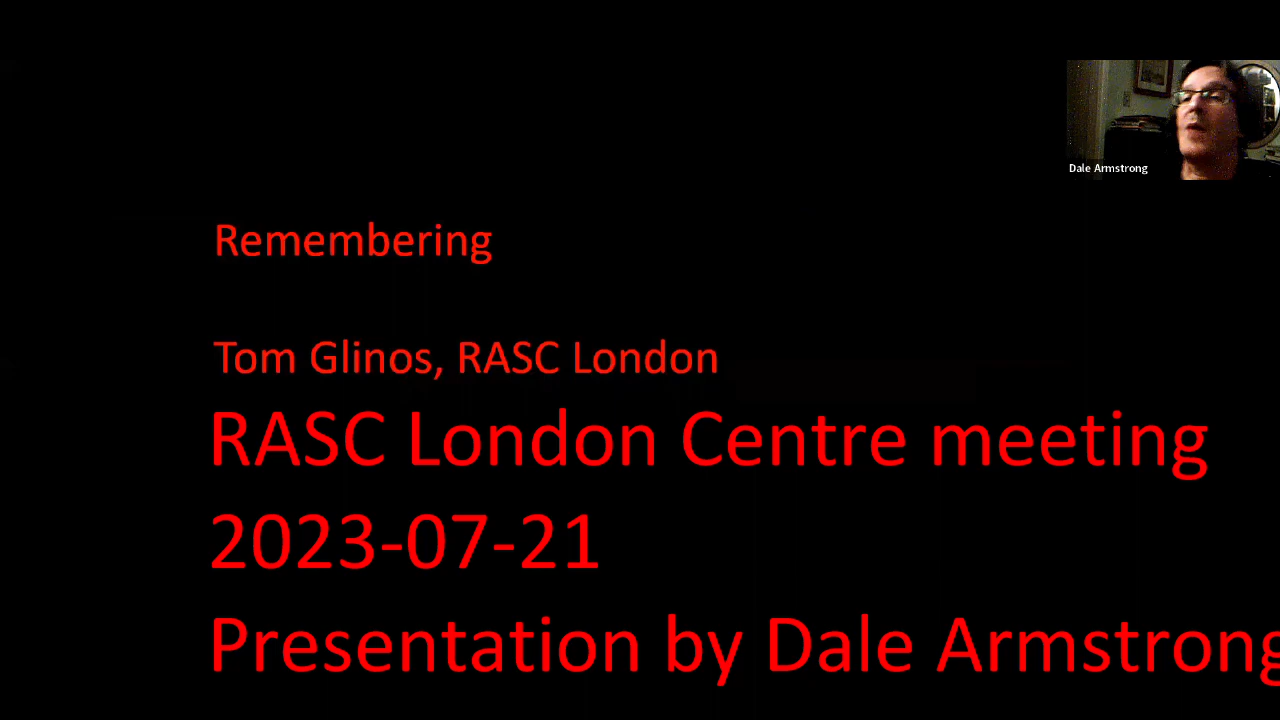 Dale Armstrong
Remembering
Tom Glinos, RASC London
RASC London Centre meeting
2023-07-21
Presentation by Dale Armstrong